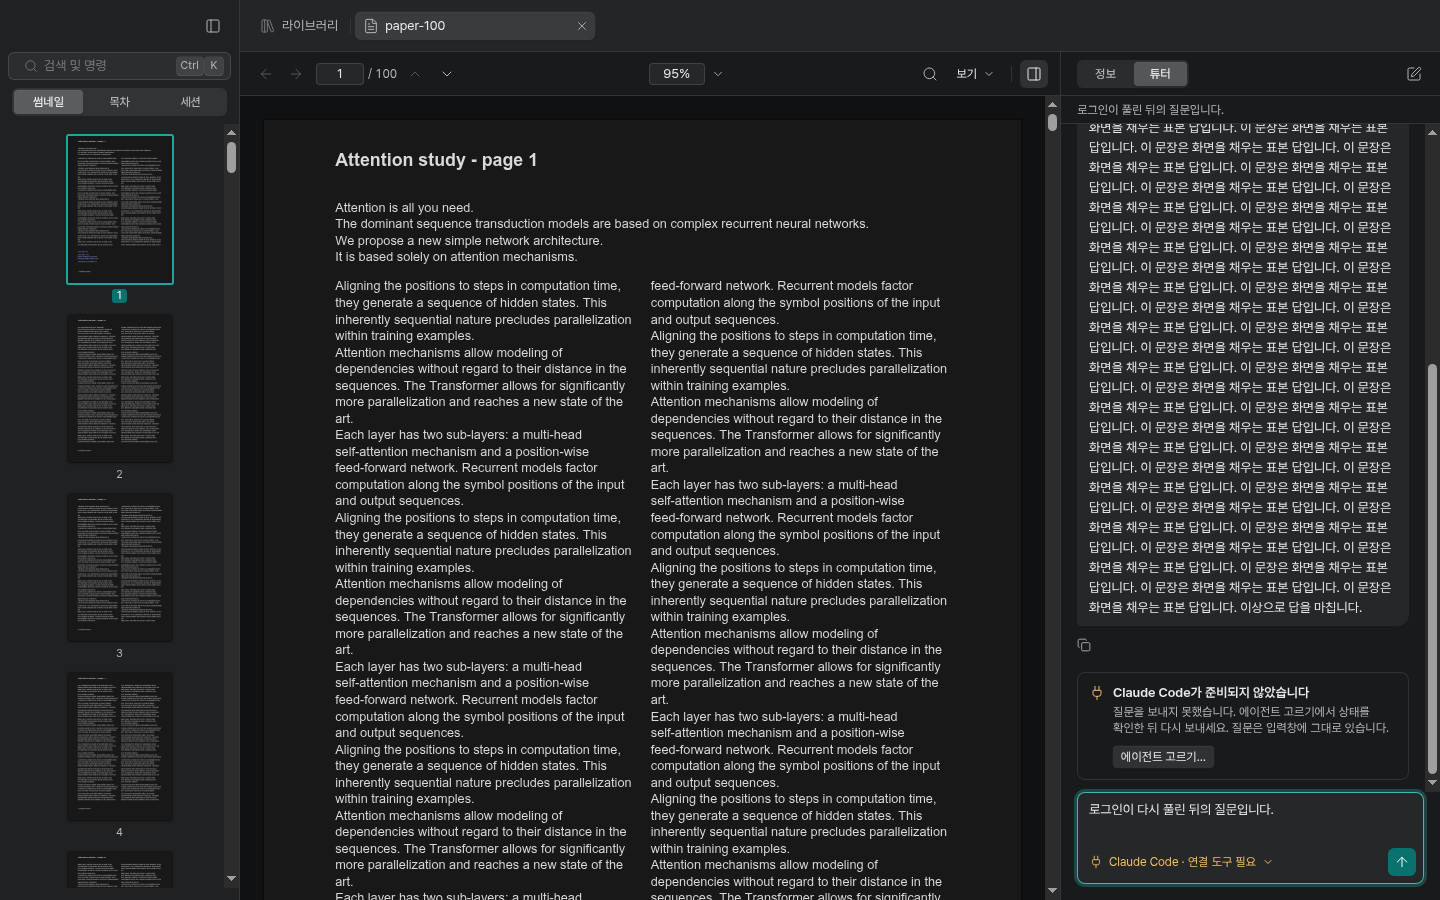 라이브러리
paper-100
검색 및 명령
Ctrl K
썸네일
목차
세션
1
2
3
4
1 / 100
95%
보기
Attention study - page 1
Attention is all you need.
The dominant sequence transduction models are based on complex recurrent neural networks.
We propose a new simple network architecture.
It is based solely on attention mechanisms.
Aligning the positions to steps in computation time,
they generate a sequence of hidden states. This
inherently sequential nature precludes parallelization
within training examples.
Attention mechanisms allow modeling of
dependencies without regard to their distance in the
sequences. The Transformer allows for significantly
more parallelization and reaches a new state of the
art.
Each layer has two sub-layers: a multi-head
self-attention mechanism and a position-wise
feed-forward network. Recurrent models factor
computation along the symbol positions of the input
and output sequences.
Aligning the positions to steps in computation time,
they generate a sequence of hidden states. This
inherently sequential nature precludes parallelization
within training examples.
Attention mechanisms allow modeling of
dependencies without regard to their distance in the
sequences. The Transformer allows for significantly
more parallelization and reaches a new state of the
art.
Each layer has two sub-layers: a multi-head
self-attention mechanism and a position-wise
feed-forward network. Recurrent models factor
computation along the symbol positions of the input
and output sequences.
Aligning the positions to steps in computation time,
they generate a sequence of hidden states. This
inherently sequential nature precludes parallelization
within training examples.
Attention mechanisms allow modeling of
dependencies without regard to their distance in the
sequences. The Transformer allows for significantly
more parallelization and reaches a new state of the
art.
Each layer has two sub-layers: a multi-head
feed-forward network. Recurrent models factor
computation along the symbol positions of the input
and output sequences.
Aligning the positions to steps in computation time,
they generate a sequence of hidden states. This
inherently sequential nature precludes parallelization
within training examples.
Attention mechanisms allow modeling of
dependencies without regard to their distance in the
sequences. The Transformer allows for significantly
more parallelization and reaches a new state of the
art.
Each layer has two sub-layers: a multi-head
self-attention mechanism and a position-wise
feed-forward network. Recurrent models factor
computation along the symbol positions of the input
and output sequences.
Aligning the positions to steps in computation time,
they generate a sequence of hidden states. This
inherently sequential nature precludes parallelization
within training examples.
Attention mechanisms allow modeling of
dependencies without regard to their distance in the
sequences. The Transformer allows for significantly
more parallelization and reaches a new state of the
art.
Each layer has two sub-layers: a multi-head
self-attention mechanism and a position-wise
feed-forward network. Recurrent models factor
computation along the symbol positions of the input
and output sequences.
Aligning the positions to steps in computation time,
they generate a sequence of hidden states. This
inherently sequential nature precludes parallelization
within training examples.
Attention mechanisms allow modeling of
dependencies without regard to their distance in the
sequences. The Transformer allows for significantly
정보
튜터
로그인이 풀린 뒤의 질문입니다.
화면을 채우는 표본 답입니다. 이 문장은 화면을 채우는 표본
답입니다. 이 문장은 화면을 채우는 표본 답입니다. 이 문장은
화면을 채우는 표본 답입니다. 이 문장은 화면을 채우는 표본
답입니다. 이 문장은 화면을 채우는 표본 답입니다. 이 문장은
화면을 채우는 표본 답입니다. 이 문장은 화면을 채우는 표본
답입니다. 이 문장은 화면을 채우는 표본 답입니다. 이 문장은
화면을 채우는 표본 답입니다. 이 문장은 화면을 채우는 표본
답입니다. 이 문장은 화면을 채우는 표본 답입니다. 이 문장은
화면을 채우는 표본 답입니다. 이 문장은 화면을 채우는 표본
답입니다. 이 문장은 화면을 채우는 표본 답입니다. 이 문장은
화면을 채우는 표본 답입니다. 이 문장은 화면을 채우는 표본
답입니다. 이 문장은 화면을 채우는 표본 답입니다. 이 문장은
화면을 채우는 표본 답입니다. 이 문장은 화면을 채우는 표본
답입니다. 이 문장은 화면을 채우는 표본 답입니다. 이 문장은
화면을 채우는 표본 답입니다. 이 문장은 화면을 채우는 표본
답입니다. 이 문장은 화면을 채우는 표본 답입니다. 이 문장은
화면을 채우는 표본 답입니다. 이 문장은 화면을 채우는 표본
답입니다. 이 문장은 화면을 채우는 표본 답입니다. 이 문장은
화면을 채우는 표본 답입니다. 이 문장은 화면을 채우는 표본
답입니다. 이 문장은 화면을 채우는 표본 답입니다. 이 문장은
화면을 채우는 표본 답입니다. 이 문장은 화면을 채우는 표본
답입니다. 이 문장은 화면을 채우는 표본 답입니다. 이 문장은
화면을 채우는 표본 답입니다. 이 문장은 화면을 채우는 표본
답입니다. 이 문장은 화면을 채우는 표본 답입니다. 이 문장은
화면을 채우는 표본 답입니다. 이상으로 답을 마칩니다.
Claude Code가 준비되지 않았습니다
질문을 보내지 못했습니다. 에이전트 고르기에서 상태를
확인한 뒤 다시 보내세요. 질문은 입력창에 그대로 있습니다.
에이전트 고르기...
로그인이 다시 풀린 뒤의 질문입니다.
Claude Code · 연결 도구 필요